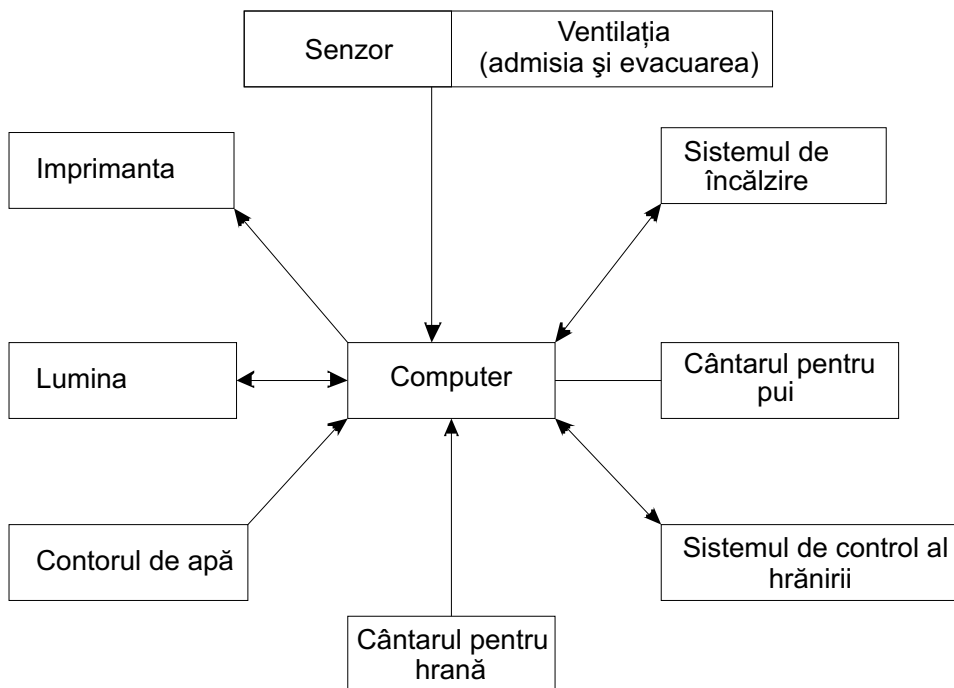 Senzor
Ventilația
(admisia şi evacuarea)
Imprimanta
Sistemul de
încălzire
Lumina
Computer
Cântarul pentru
pui
Contorul de apă
Sistemul de control al
hrănirii
Cântarul pentru
hrană